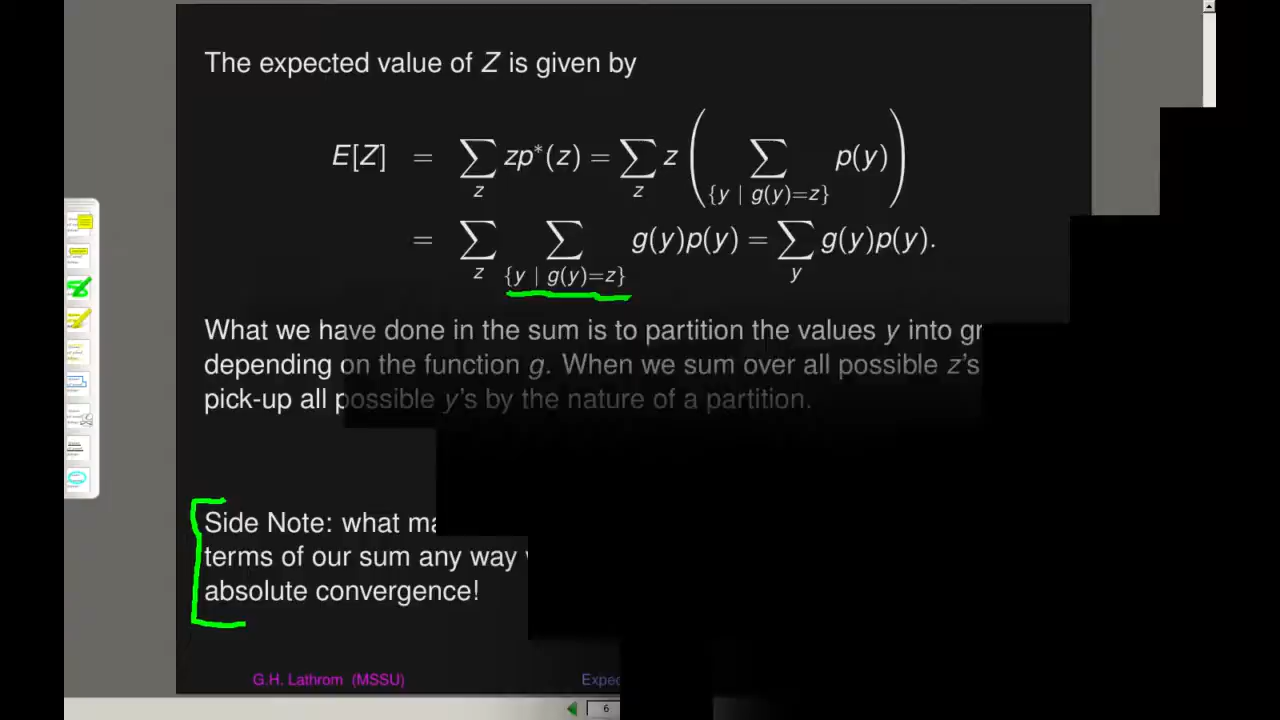 The expected value of Z is given by
E[Z] = ∑_z zp*(z) = ∑_z z ( ∑_{y | g(y)=z} p(y) )
= ∑_z ∑_{y | g(y)=z} g(y)p(y) = ∑_y g(y)p(y).
What we have done in the sum is to partition the values y into
depending on the function g. When we sum over all possible z's
pick-up all possible y's by the nature of a partition.
Side Note: what
terms of our sum any way
absolute convergence!
G.H. Lathrom (MSSU)
6